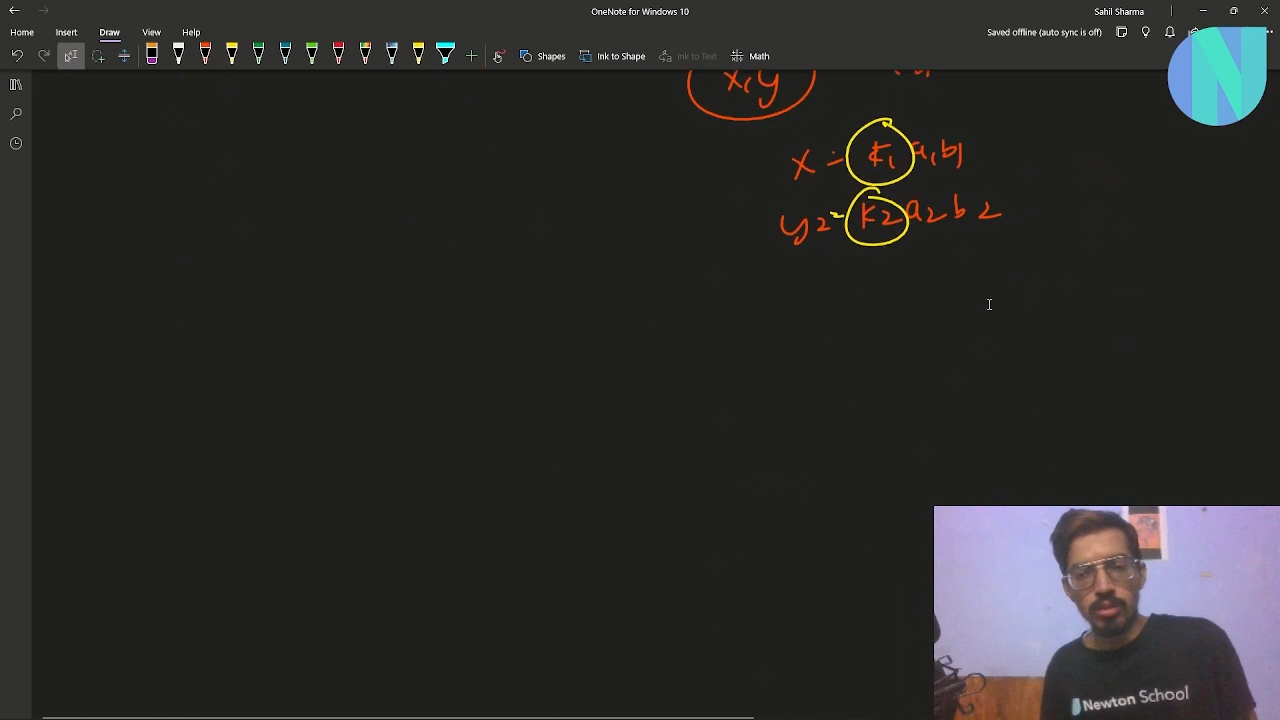 OneNote for Windows 10
Sahil Sharma
Home Insert Draw View Help
Saved offline (auto sync is off)
Shapes Ink to Shape Ink to Text Math
x, y
x = K1 a1 b1
y2 = K2 a2 b2
N
Newton School